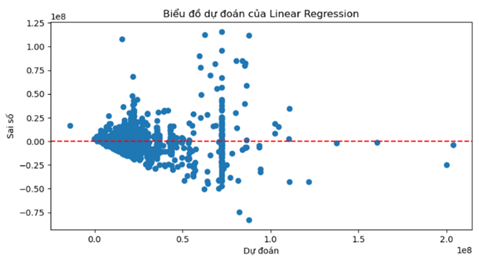 Biểu đồ dự đoán của Linear Regression
1e8
1.25
1.00
0.75
0.50
0.25
0.00
−0.25
−0.50
−0.75
Sai số
0.0 0.5 1.0 1.5 2.0
1e8
Dự đoán